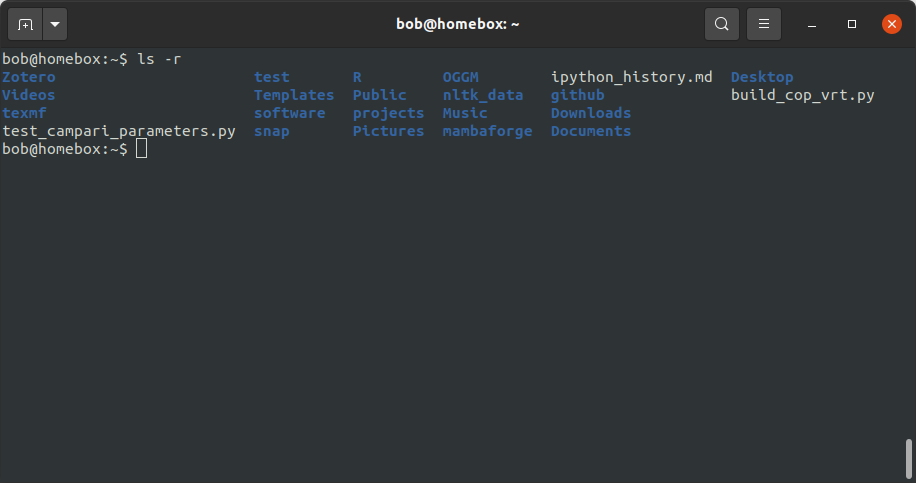 bob@homebox: ~
bob@homebox:~$ ls -r
Zotero test R OGGM ipython_history.md Desktop
Videos Templates Public nltk_data github build_cop_vrt.py
texmf software projects Music Downloads
test_campari_parameters.py snap Pictures mambaforge Documents
bob@homebox:~$